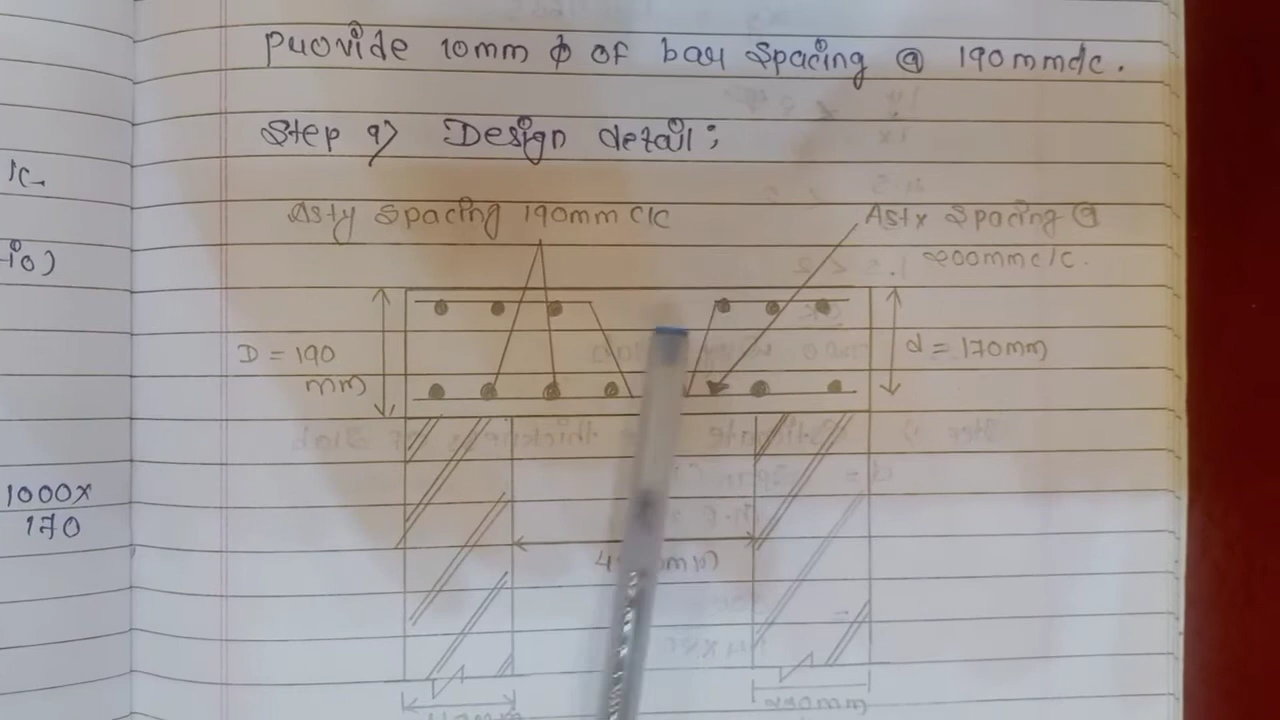 Provide 10mm ϕ of bar spacing @ 190mmc/c.
Step 9) Design detail:
Asty spacing 190mm c/c
Astx spacing @
200mm c/c.
D = 190
mm
d = 170mm
1000x
170